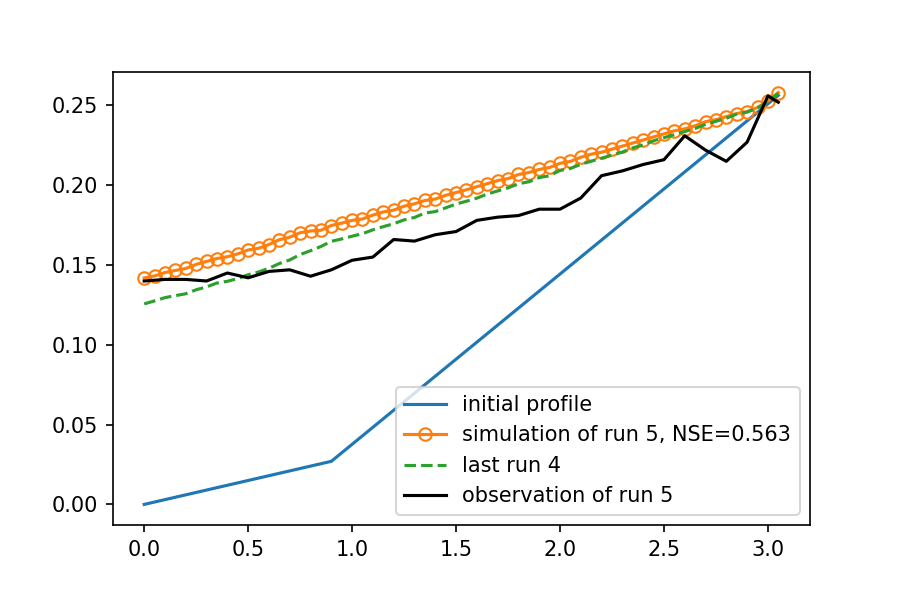 0.25
0.20
0.15
0.10
0.05
0.00
initial profile
simulation of run 5, NSE=0.563
last run 4
observation of run 5
0.0 0.5 1.0 1.5 2.0 2.5 3.0